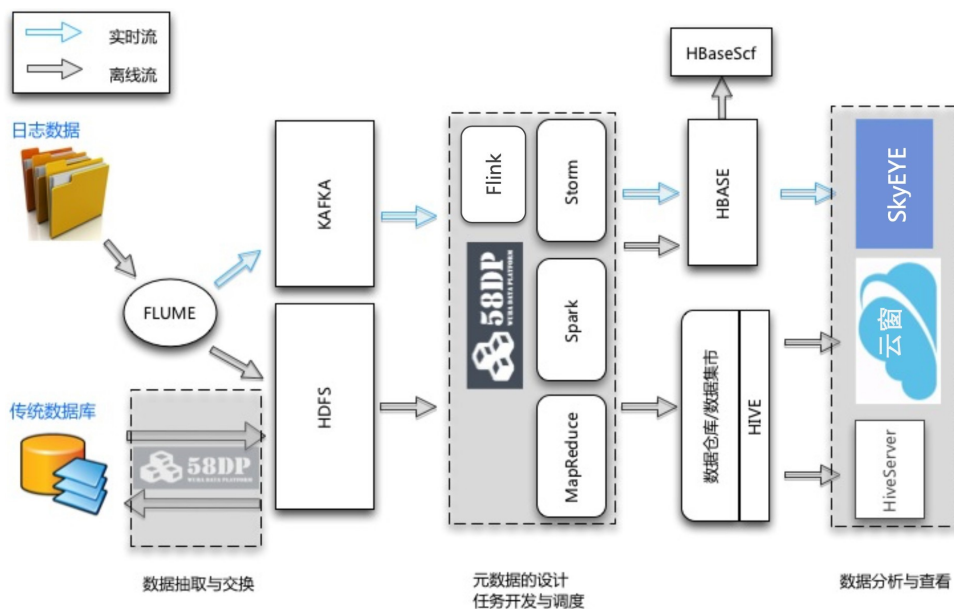 实时流
离线流
HBaseScf
日志数据
FLUME
KAFKA
HDFS
Flink
Storm
58DP
WUBA DATA PLATFORM
Spark
MapReduce
HBASE
SkyEYE
云窗
数据仓库/数据集市
HIVE
HiveServer
传统数据库
58DP
WUBA DATA PLATFORM
数据抽取与交换
元数据的设计
任务开发与调度
数据分析与查看